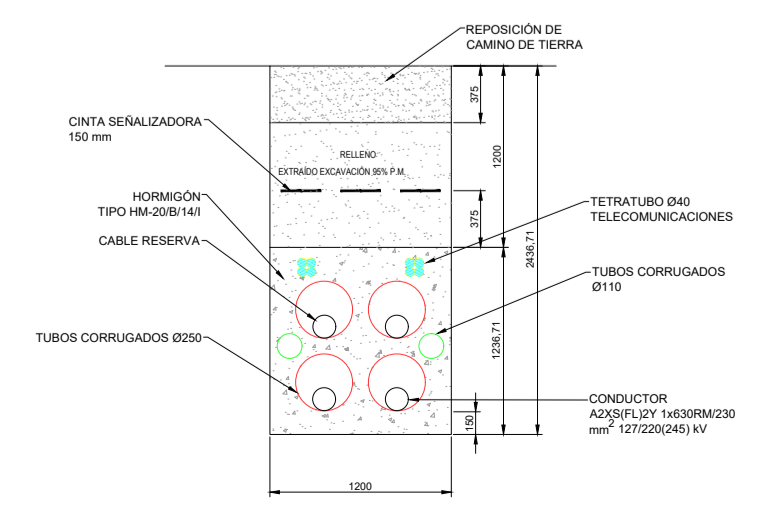 REPOSICIÓN DE
CAMINO DE TIERRA
375
1200
CINTA SEÑALIZADORA
150 mm
RELLENO
EXTRAÍDO EXCAVACIÓN 95% P.M.
HORMIGÓN
TIPO HM-20/B/14/I
375
TETRATUBO Ø40
TELECOMUNICACIONES
CABLE RESERVA
2436,71
TUBOS CORRUGADOS
Ø110
1236,71
TUBOS CORRUGADOS Ø250
CONDUCTOR
A2XS(FL)2Y 1x630RM/230
mm2 127/220(245) kV
150
1200